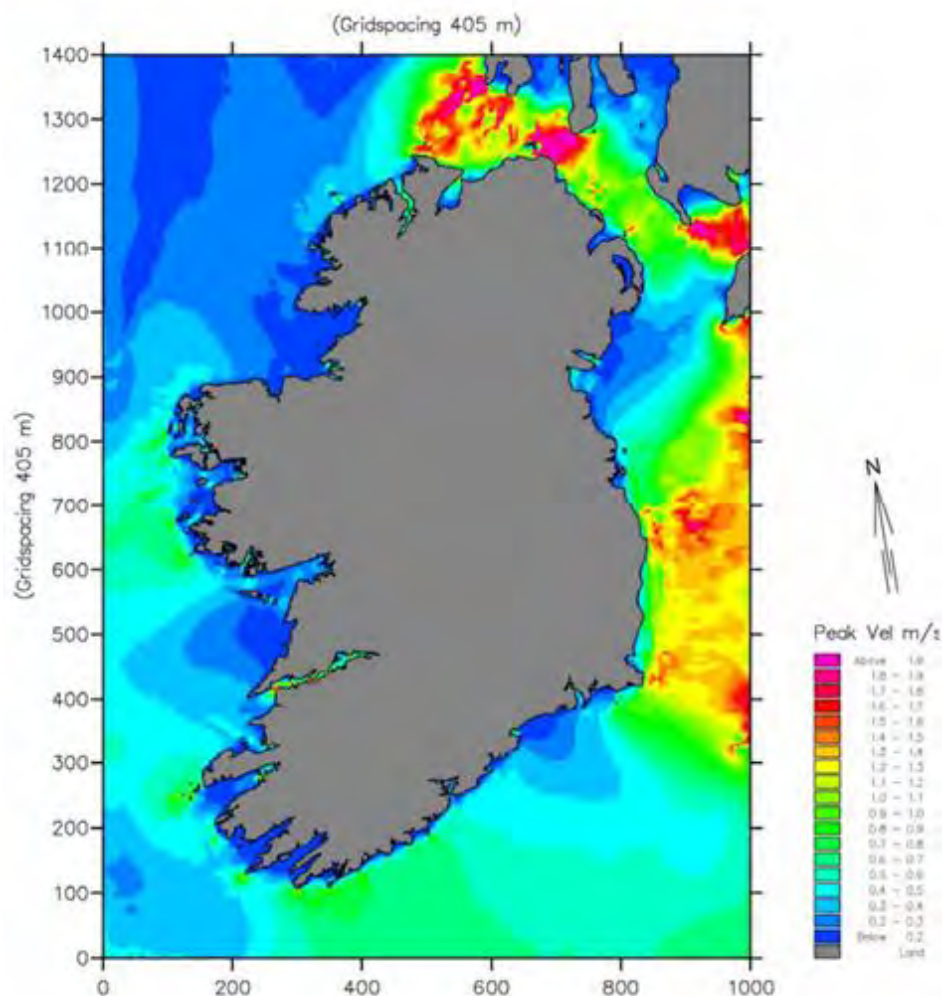 (Gridspacing 405 m)
1400
1300
1200
1100
1000
900
800
700
600
500
400
300
200
100
0
(Gridspacing 405 m)
0 200 400 600 800 1000
N
Peak Vel m/s
Above 1.9
1.8 - 1.9
1.7 - 1.8
1.6 - 1.7
1.5 - 1.6
1.4 - 1.5
1.3 - 1.4
1.2 - 1.3
1.1 - 1.2
1.0 - 1.1
0.9 - 1.0
0.8 - 0.9
0.7 - 0.8
0.6 - 0.7
0.5 - 0.6
0.4 - 0.5
0.3 - 0.4
0.2 - 0.3
Below 0.2
Land